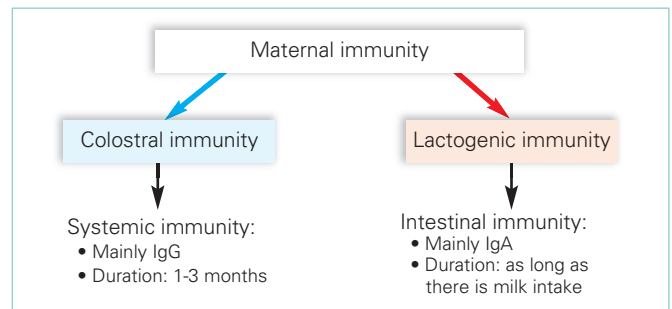 Maternal immunity
Colostral immunity
Lactogenic immunity
Systemic immunity:
• Mainly IgG
• Duration: 1-3 months
Intestinal immunity:
• Mainly IgA
• Duration: as long as
there is milk intake